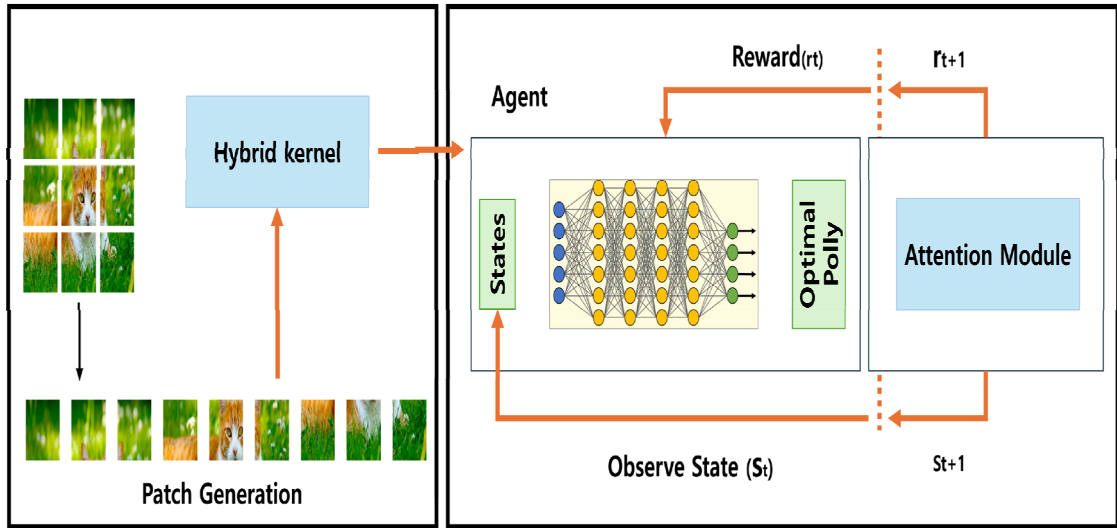 Hybrid kernel
Patch Generation
Reward(rt)
rt+1
Agent
States
Optimal
Polly
Attention Module
Observe State (St)
St+1